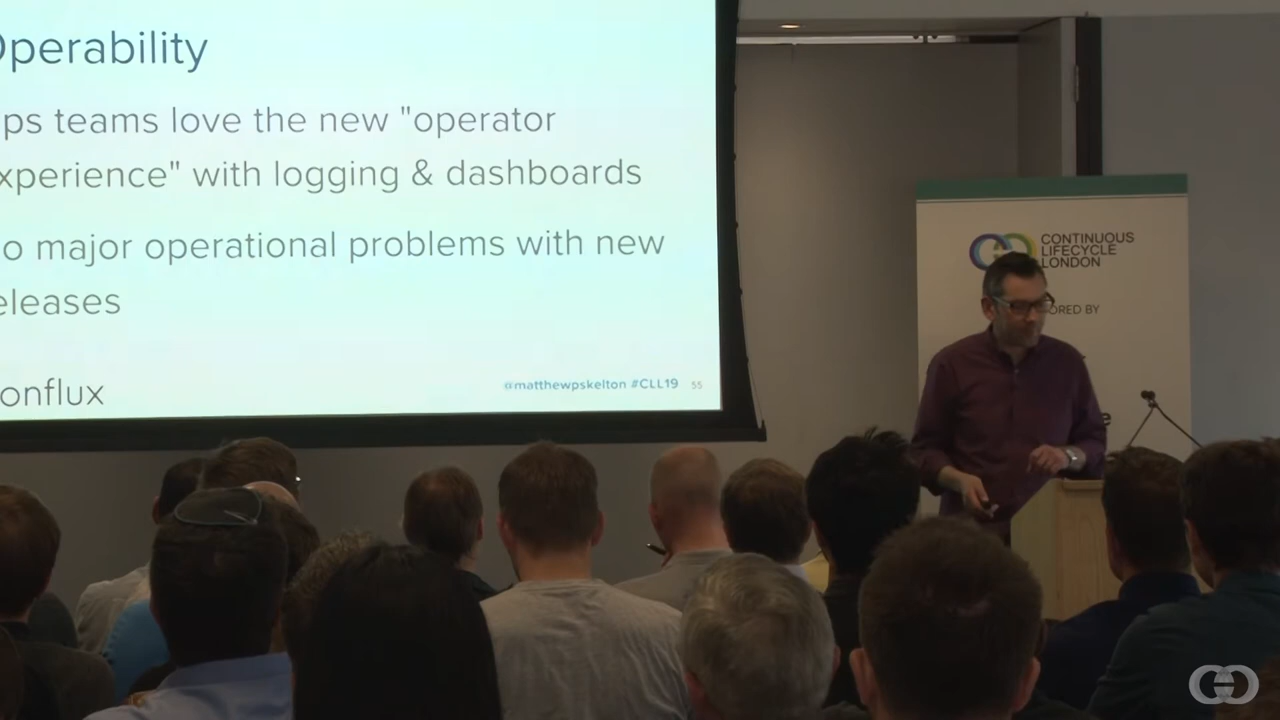 Operability
ps teams love the new "operator
xperience" with logging & dashboards
o major operational problems with new
eleases
onflux
@matthewpskelton #CLL19 55
CONTINUOUS
LIFECYCLE
LONDON
ORED BY